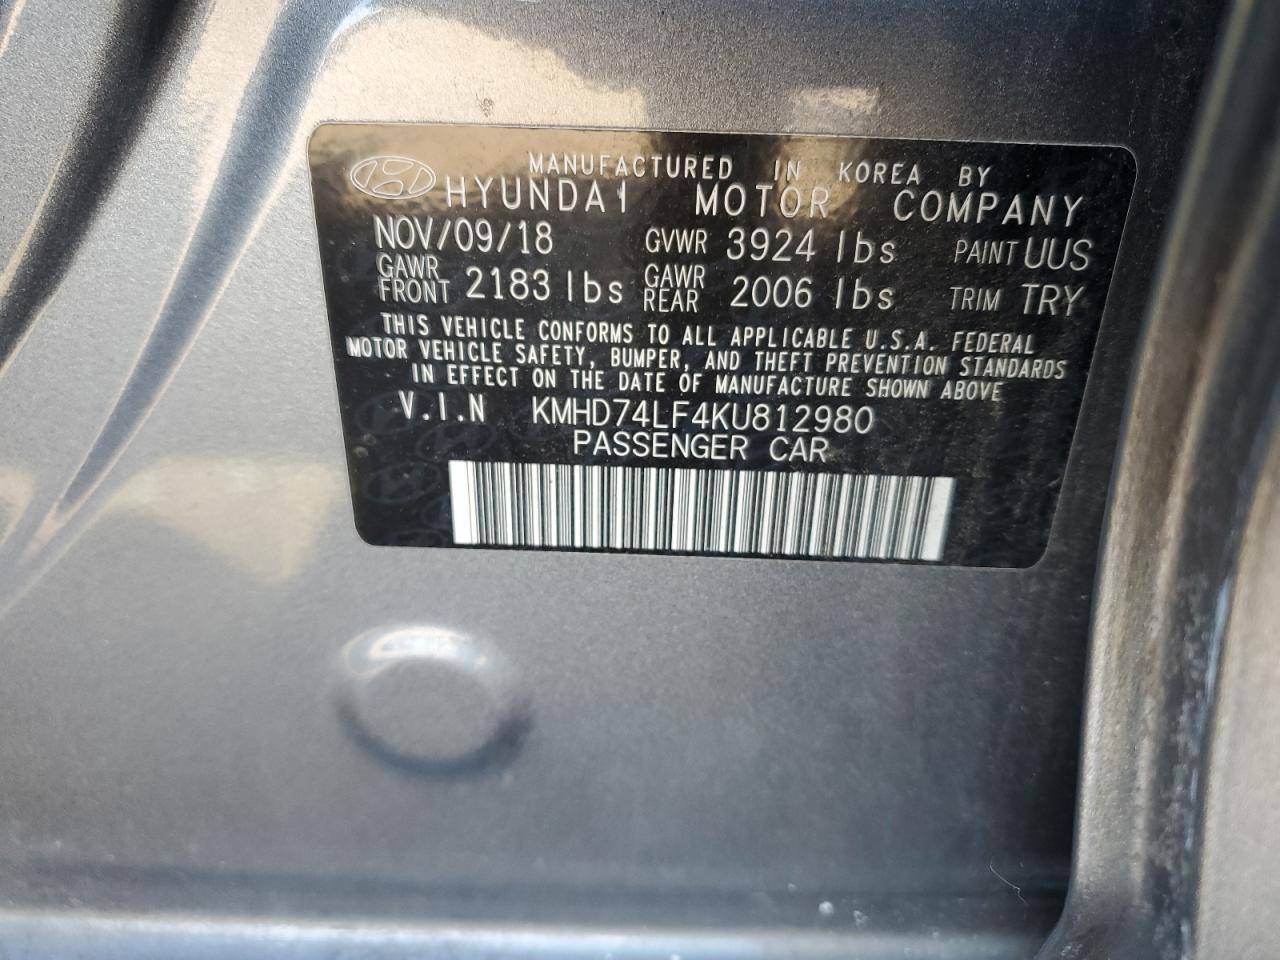 MANUFACTURED IN KOREA BY
HYUNDAI MOTOR COMPANY
NOV/09/18 GVWR 3924 lbs PAINT UUS
GAWR FRONT 2183 lbs GAWR REAR 2006 lbs TRIM TRY
THIS VEHICLE CONFORMS TO ALL APPLICABLE U.S.A. FEDERAL
MOTOR VEHICLE SAFETY, BUMPER, AND THEFT PREVENTION STANDARDS
IN EFFECT ON THE DATE OF MANUFACTURE SHOWN ABOVE
V.I.N KMHD74LF4KU812980
PASSENGER CAR